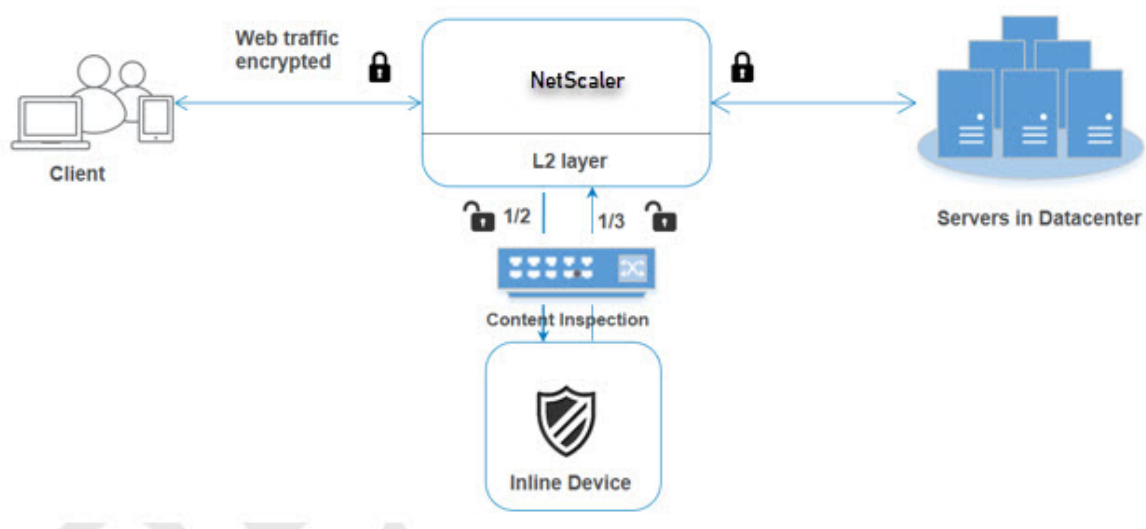 Web traffic
encrypted
NetScaler
L2 layer
Client
1/2
1/3
Servers in Datacenter
Content Inspection
Inline Device